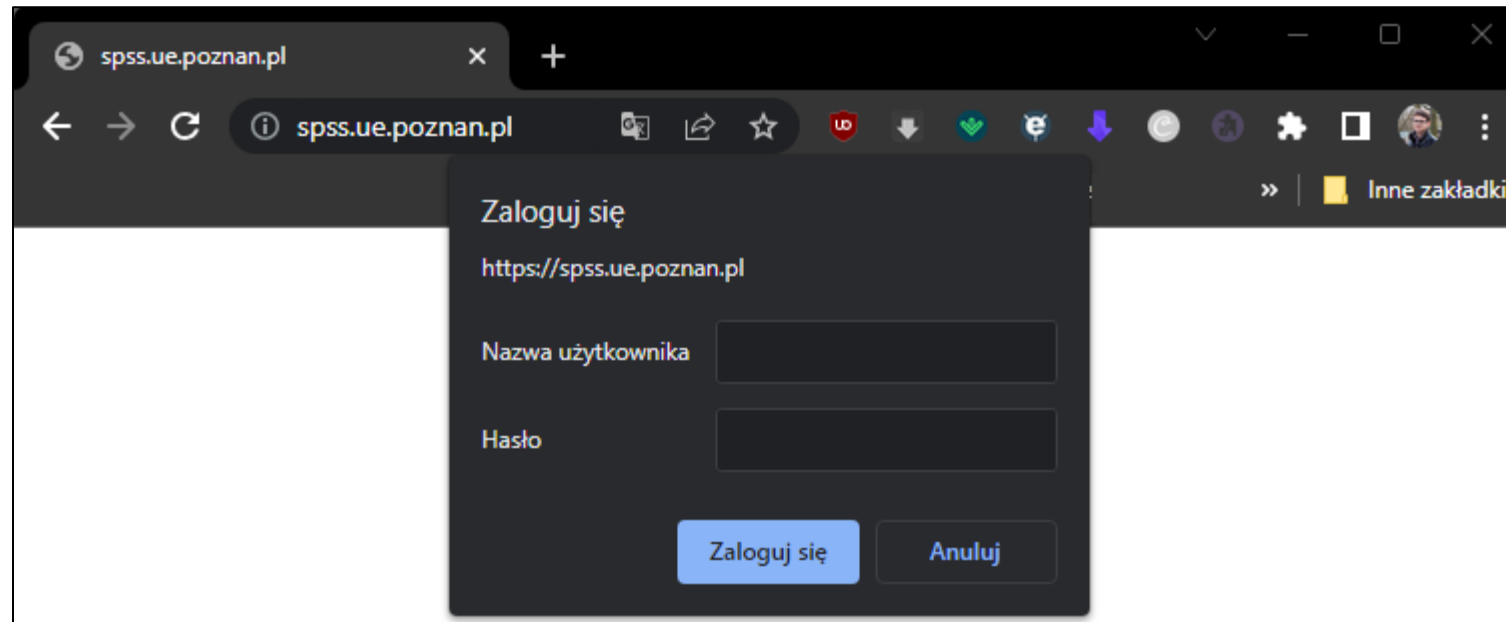 spss.ue.poznan.pl
spss.ue.poznan.pl
Inne zakładki
Zaloguj się
https://spss.ue.poznan.pl
Nazwa użytkownika
Hasło
Zaloguj się
Anuluj